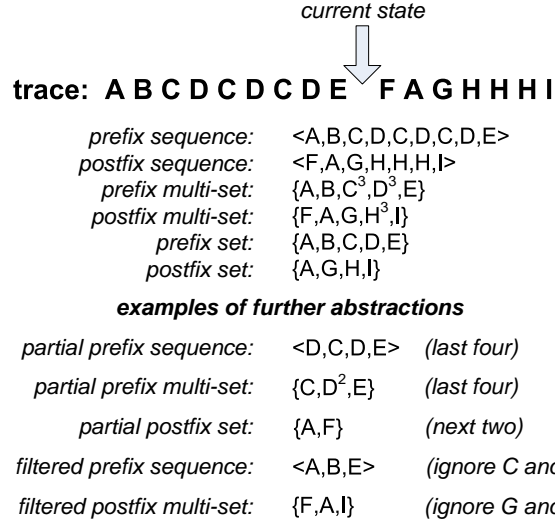 current state
trace: A B C D C D C D E F A G H H H I
prefix sequence: <A,B,C,D,C,D,C,D,E>
postfix sequence: <F,A,G,H,H,H,I>
prefix multi-set: {A,B,C³,D³,E}
postfix multi-set: {F,A,G,H³,I}
prefix set: {A,B,C,D,E}
postfix set: {A,G,H,I}
examples of further abstractions
partial prefix sequence: <D,C,D,E> (last four)
partial prefix multi-set: {C,D²,E} (last four)
partial postfix set: {A,F} (next two)
filtered prefix sequence: <A,B,E> (ignore C and
filtered postfix multi-set: {F,A,I} (ignore G and